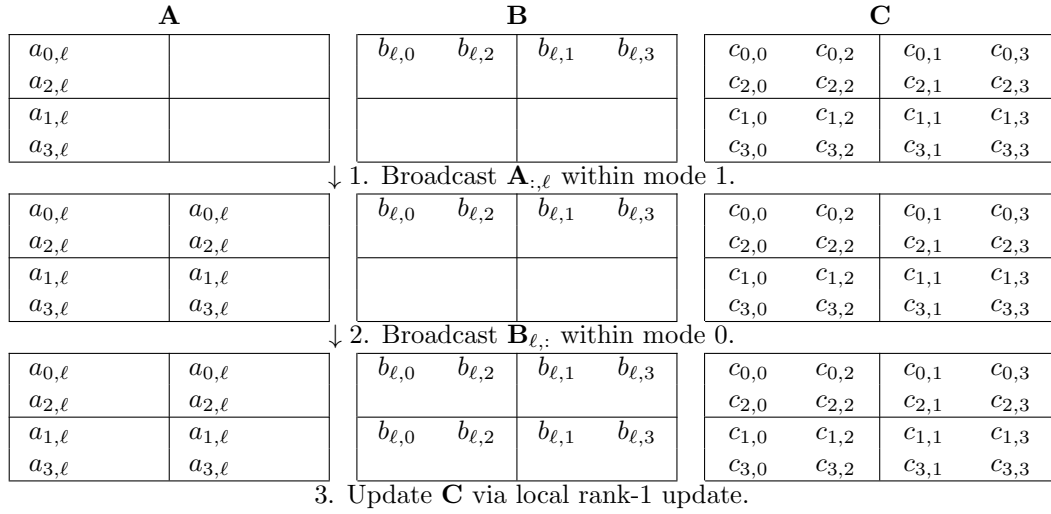 A B C
a0,ℓ bℓ,0 bℓ,2 bℓ,1 bℓ,3 c0,0 c0,2 c0,1 c0,3
a2,ℓ c2,0 c2,2 c2,1 c2,3
a1,ℓ c1,0 c1,2 c1,1 c1,3
a3,ℓ c3,0 c3,2 c3,1 c3,3
↓ 1. Broadcast A:,ℓ within mode 1.
a0,ℓ a0,ℓ bℓ,0 bℓ,2 bℓ,1 bℓ,3 c0,0 c0,2 c0,1 c0,3
a2,ℓ a2,ℓ c2,0 c2,2 c2,1 c2,3
a1,ℓ a1,ℓ c1,0 c1,2 c1,1 c1,3
a3,ℓ a3,ℓ c3,0 c3,2 c3,1 c3,3
↓ 2. Broadcast Bℓ,: within mode 0.
a0,ℓ a0,ℓ bℓ,0 bℓ,2 bℓ,1 bℓ,3 c0,0 c0,2 c0,1 c0,3
a2,ℓ a2,ℓ c2,0 c2,2 c2,1 c2,3
a1,ℓ a1,ℓ bℓ,0 bℓ,2 bℓ,1 bℓ,3 c1,0 c1,2 c1,1 c1,3
a3,ℓ a3,ℓ c3,0 c3,2 c3,1 c3,3
3. Update C via local rank-1 update.